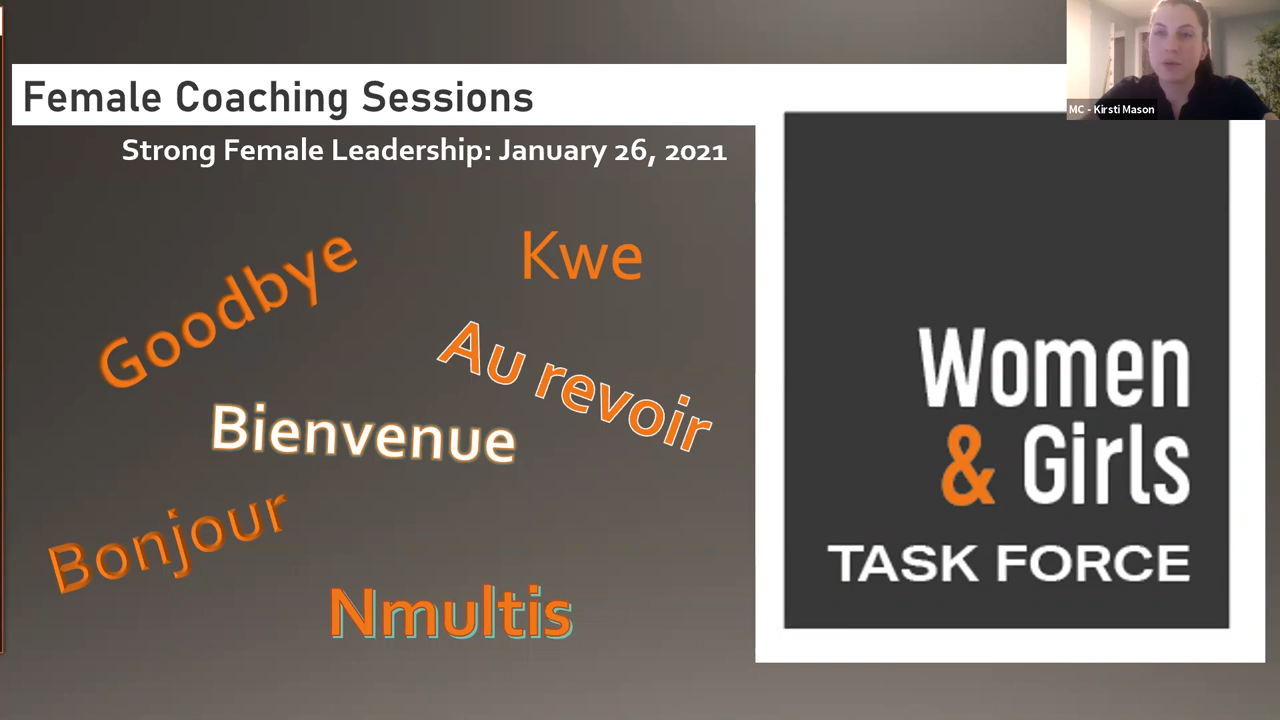 Female Coaching Sessions
MC - Kirsti Mason
Strong Female Leadership: January 26, 2021
Goodbye
Kwe
Au revoir
Bienvenue
Bonjour
Nmultis
Women
& Girls
TASK FORCE